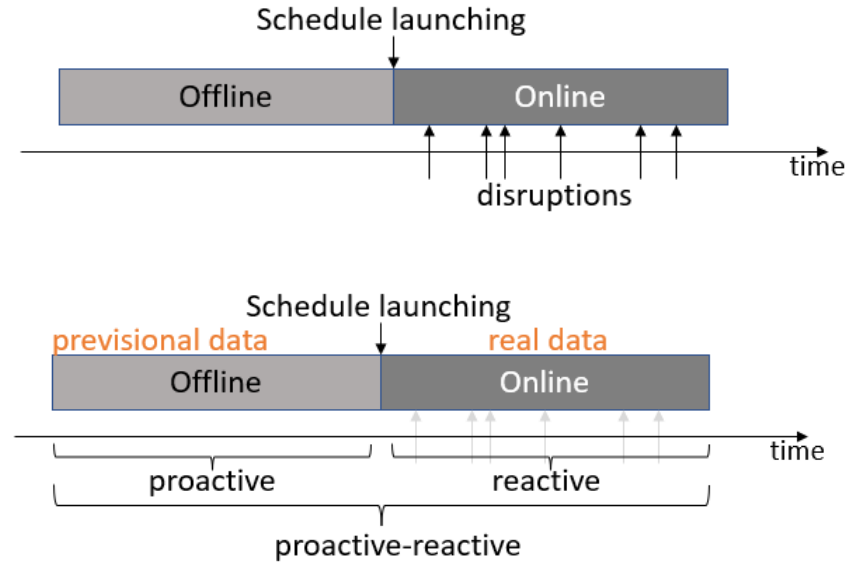 Schedule launching
Offline
Online
time
disruptions
Schedule launching
previsional data
real data
Offline
Online
time
proactive
reactive
proactive-reactive